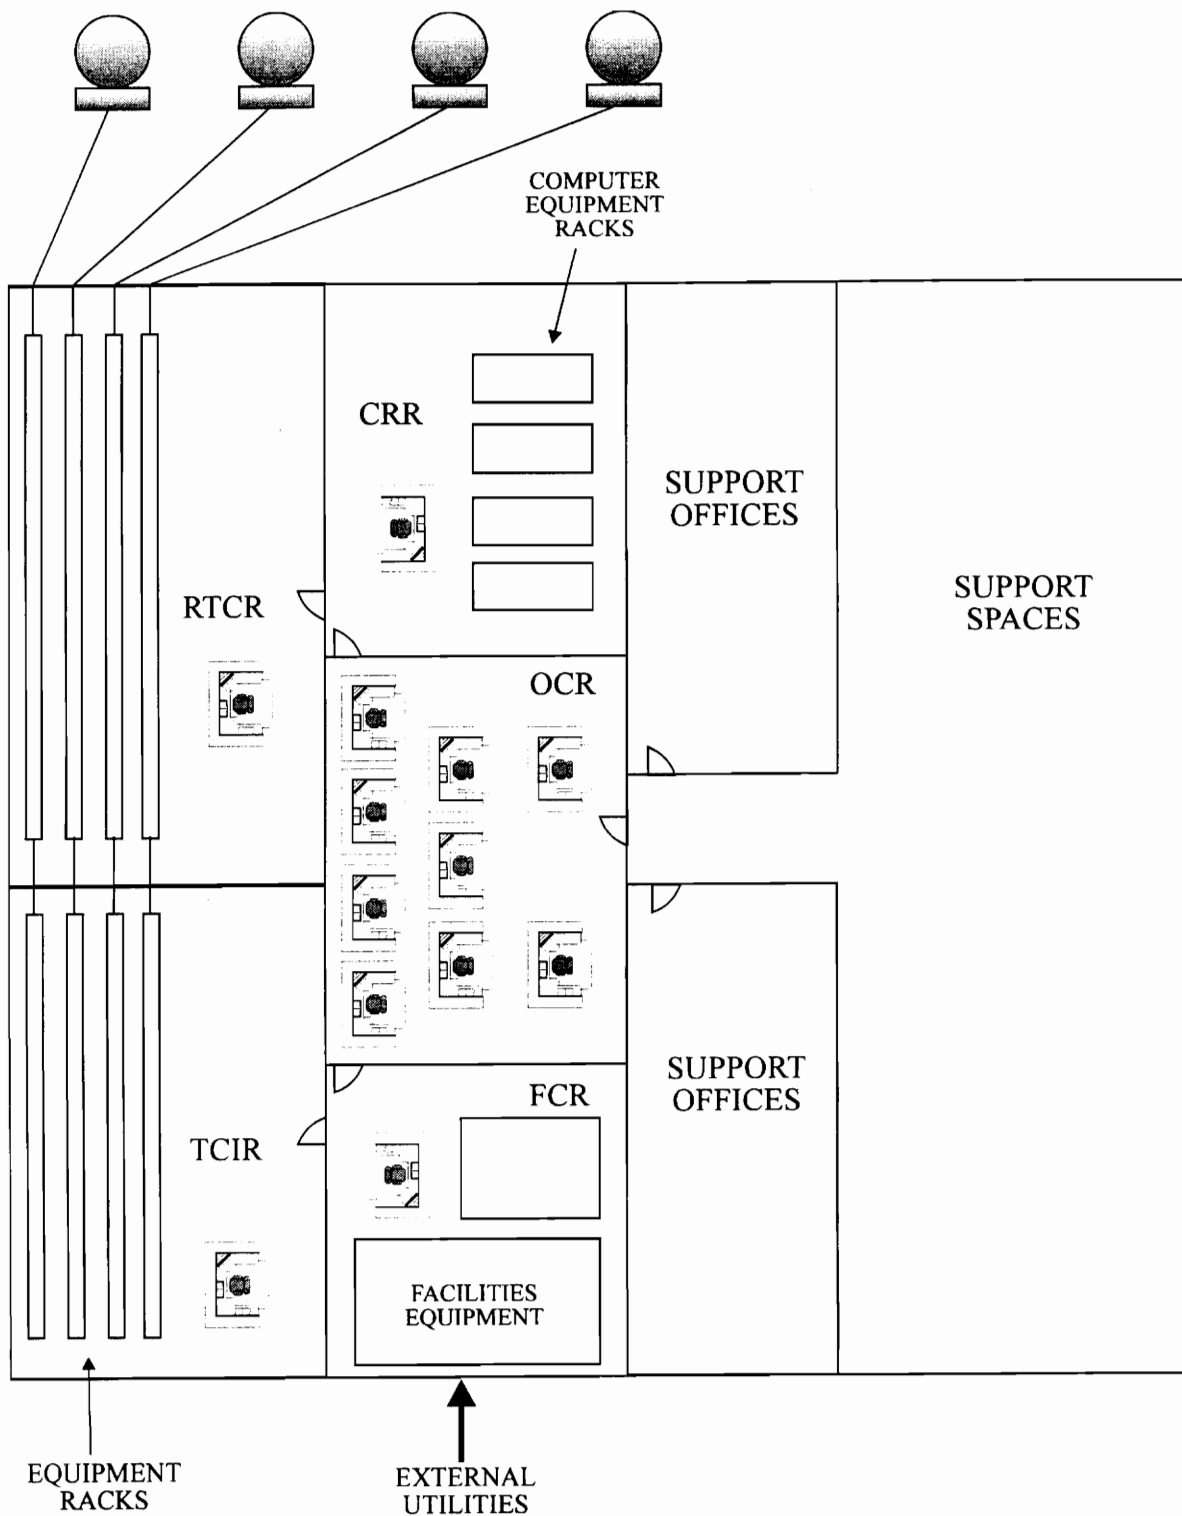 COMPUTER
EQUIPMENT
RACKS
CRR
SUPPORT
OFFICES
SUPPORT
SPACES
RTCR
OCR
SUPPORT
OFFICES
FCR
TCIR
FACILITIES
EQUIPMENT
EQUIPMENT
RACKS
EXTERNAL
UTILITIES